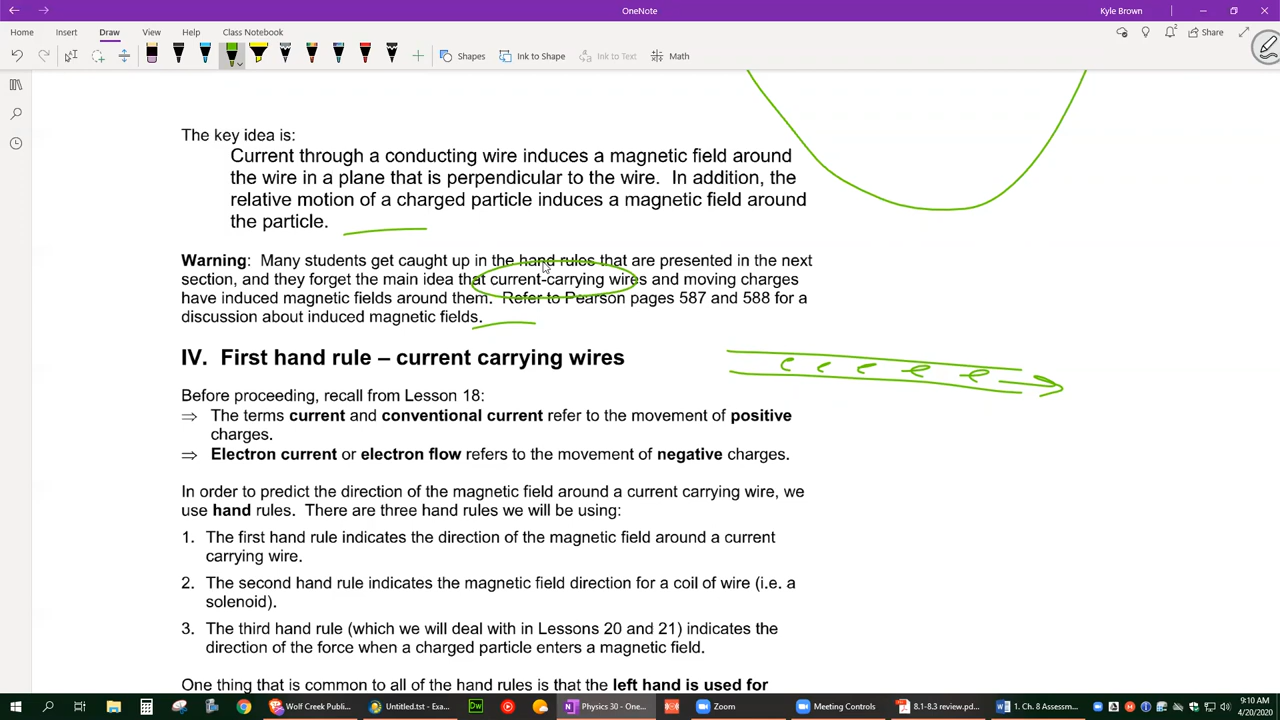 OneNote
Kyle Brown
Home Insert Draw View Help Class Notebook
Share
Shapes Ink to Shape Ink to Text Math
The key idea is:
Current through a conducting wire induces a magnetic field around
the wire in a plane that is perpendicular to the wire. In addition, the
relative motion of a charged particle induces a magnetic field around
the particle.
Warning: Many students get caught up in the hand rules that are presented in the next
section, and they forget the main idea that current-carrying wires and moving charges
have induced magnetic fields around them. Refer to Pearson pages 587 and 588 for a
discussion about induced magnetic fields.
IV. First hand rule – current carrying wires
e e e e e
Before proceeding, recall from Lesson 18:
⇒ The terms current and conventional current refer to the movement of positive
charges.
⇒ Electron current or electron flow refers to the movement of negative charges.
In order to predict the direction of the magnetic field around a current carrying wire, we
use hand rules. There are three hand rules we will be using:
1. The first hand rule indicates the direction of the magnetic field around a current
carrying wire.
2. The second hand rule indicates the magnetic field direction for a coil of wire (i.e. a
solenoid).
3. The third hand rule (which we will deal with in Lessons 20 and 21) indicates the
direction of the force when a charged particle enters a magnetic field.
One thing that is common to all of the hand rules is that the left hand is used for
Wolf Creek Publi... Untitled.tst - gree... Dw Physics 30 - One... Zoom Meeting Controls 8.1-8.3 review.pd... 1. Ch. 8 Assessm...
9:10 AM
4/20/2020